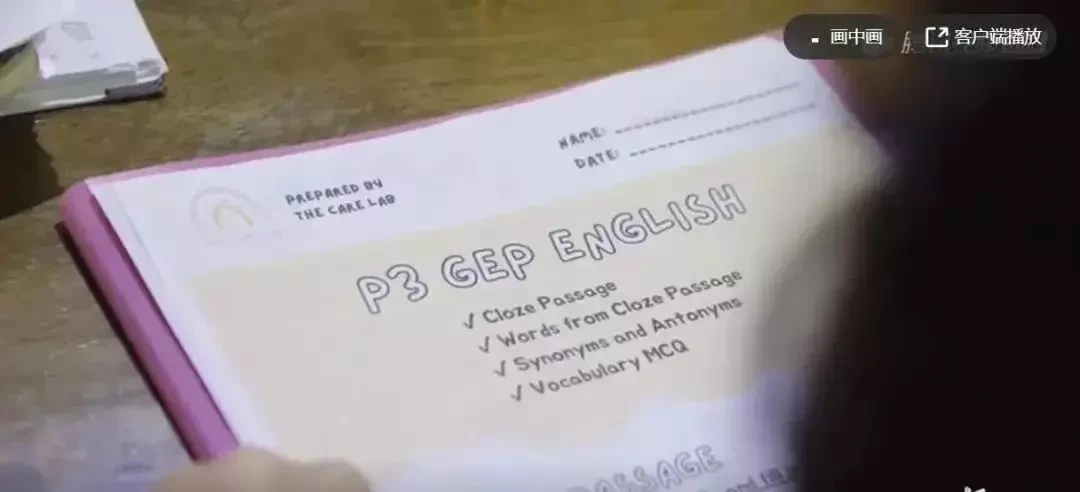 画中画
客户端播放
NAME:
DATE:
PREPARED BY
THE CARE LAB
P3 GEP ENGLISH
√ Cloze Passage
√ Words from Cloze Passage
√ Synonyms and Antonyms
√ Vocabulary MCQ
PASSAGE